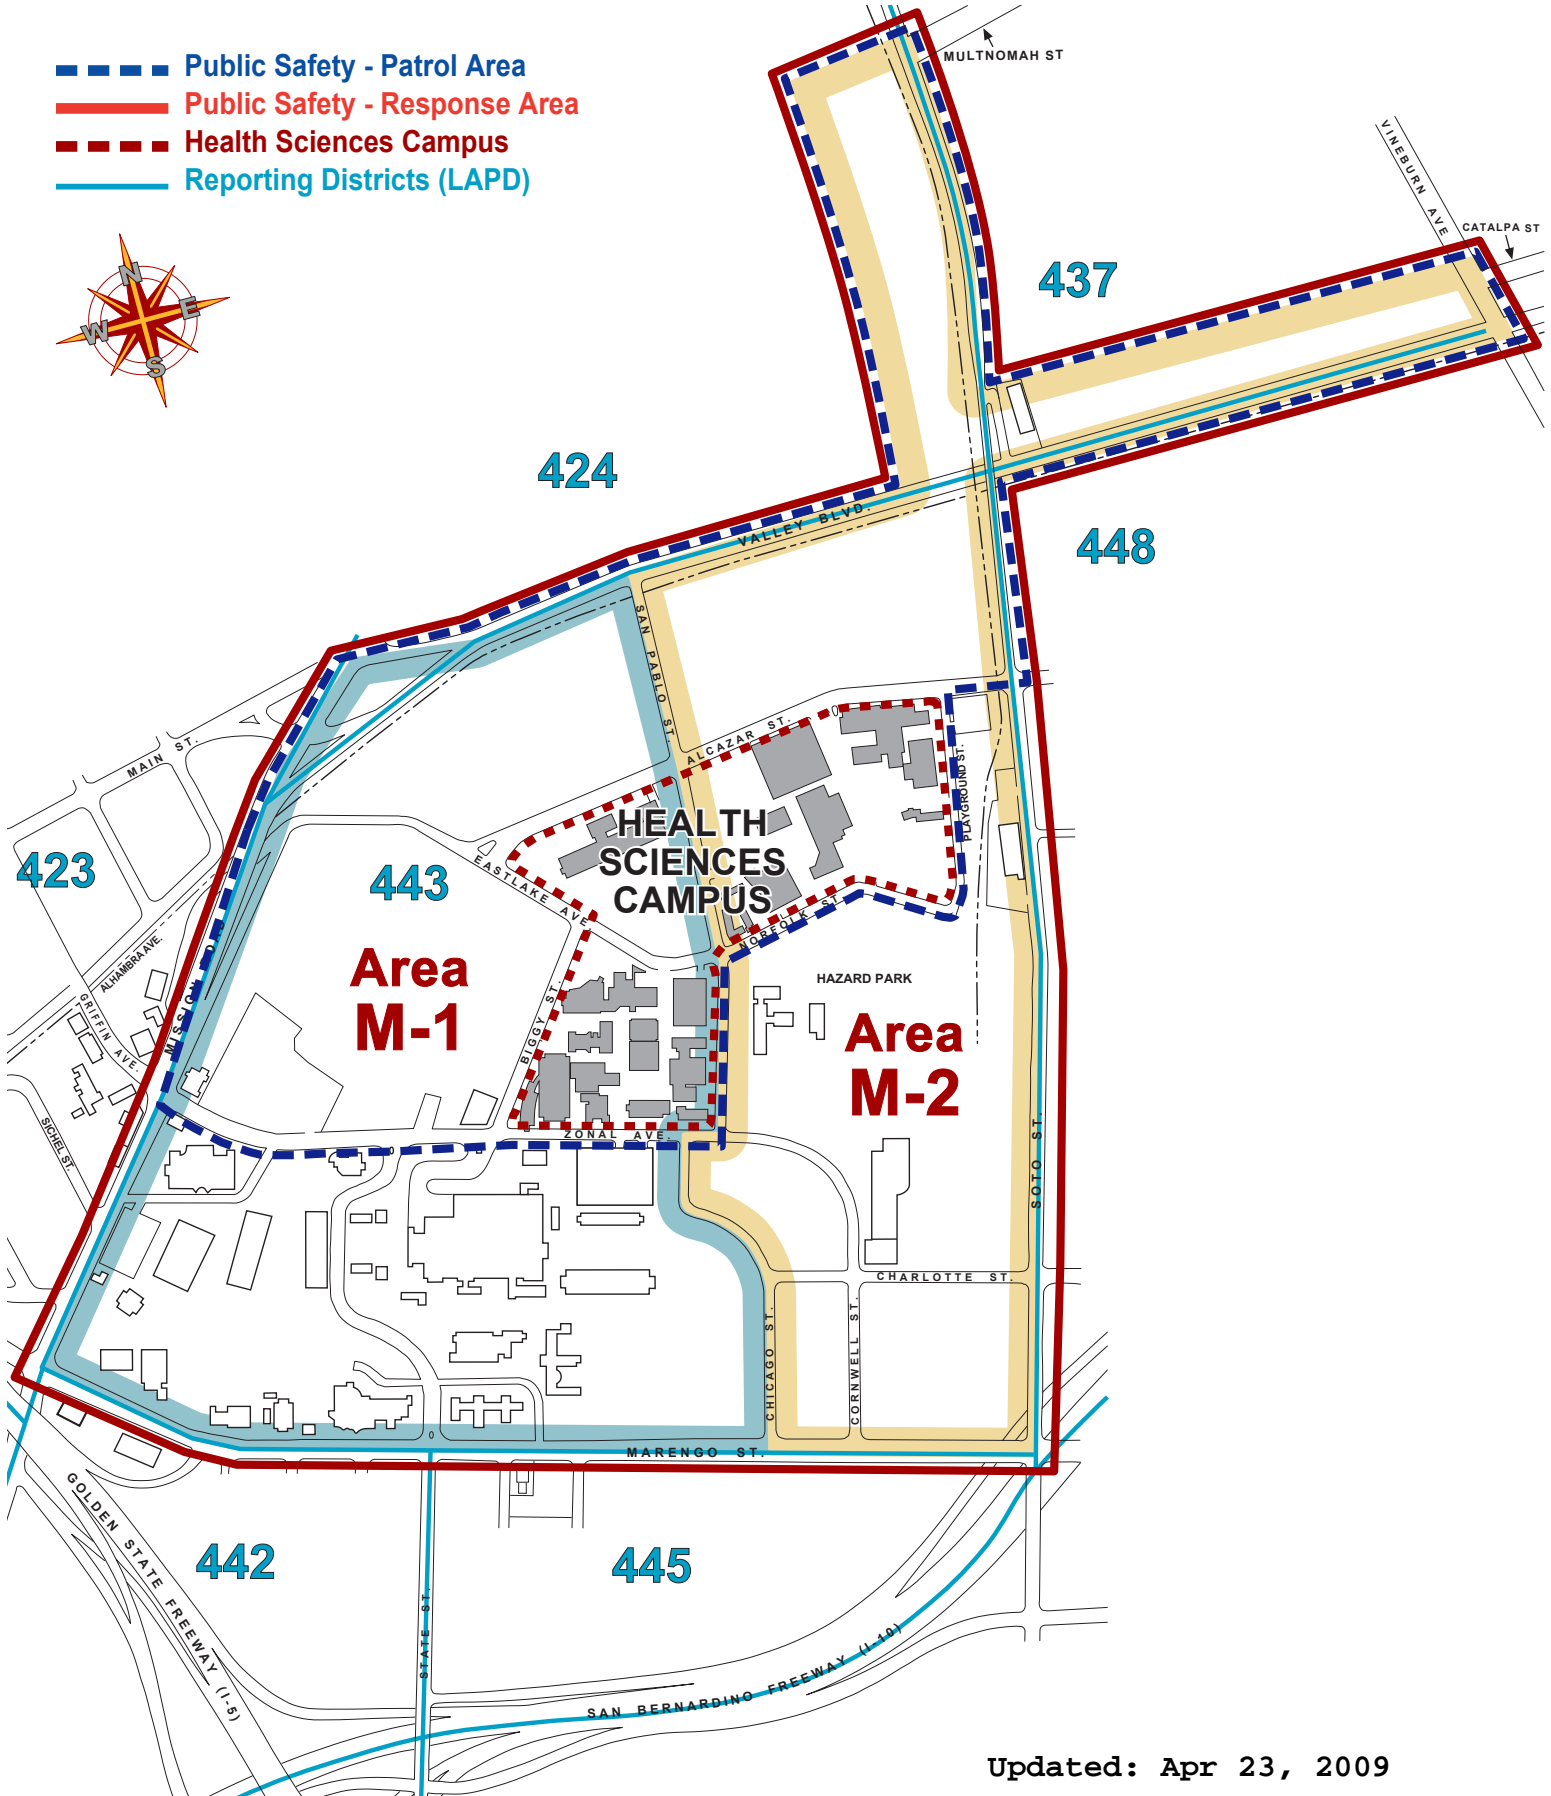 Public Safety - Patrol Area
Public Safety - Response Area
Health Sciences Campus
Reporting Districts (LAPD)
N
E
W
S
MULTNOMAH ST
VINEBURN AVE
CATALPA ST
437
424
VALLEY BLVD.
448
SAN PABLO ST.
MAIN ST.
ALCAZAR ST.
PLAYGROUND ST.
HEALTH
SCIENCES
CAMPUS
423
443
EASTLAKE AVE.
NORFOLK ST.
ALHAMBRA AVE.
MISSION ROAD
GRIFFIN AVE.
Area
M-1
BIGGY ST.
HAZARD PARK
Area
M-2
SICHEL ST.
ZONAL AVE.
SOTO ST.
CHARLOTTE ST.
CHICAGO ST.
CORNWELL ST.
MARENGO ST.
GOLDEN STATE FREEWAY (I-5)
442
445
STATE ST.
SAN BERNARDINO FREEWAY (I-10)
Updated: Apr 23, 2009